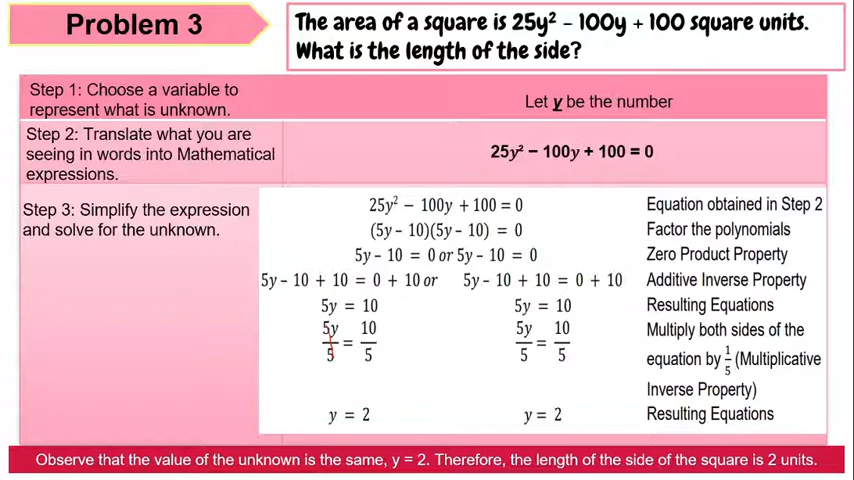 Problem 3
The area of a square is 25y² – 100y + 100 square units.
What is the length of the side?
Step 1: Choose a variable to
represent what is unknown.
Let y be the number
Step 2: Translate what you are
seeing in words into Mathematical
expressions.
25y² − 100y + 100 = 0
Step 3: Simplify the expression
and solve for the unknown.
25y² − 100y + 100 = 0 Equation obtained in Step 2
(5y − 10)(5y − 10) = 0 Factor the polynomials
5y − 10 = 0 or 5y − 10 = 0 Zero Product Property
5y − 10 + 10 = 0 + 10 or 5y − 10 + 10 = 0 + 10 Additive Inverse Property
5y = 10 5y = 10 Resulting Equations
5y/5 = 10/5 5y/5 = 10/5 Multiply both sides of the
equation by 1/5 (Multiplicative
Inverse Property)
y = 2 y = 2 Resulting Equations
Observe that the value of the unknown is the same, y = 2. Therefore, the length of the side of the square is 2 units.